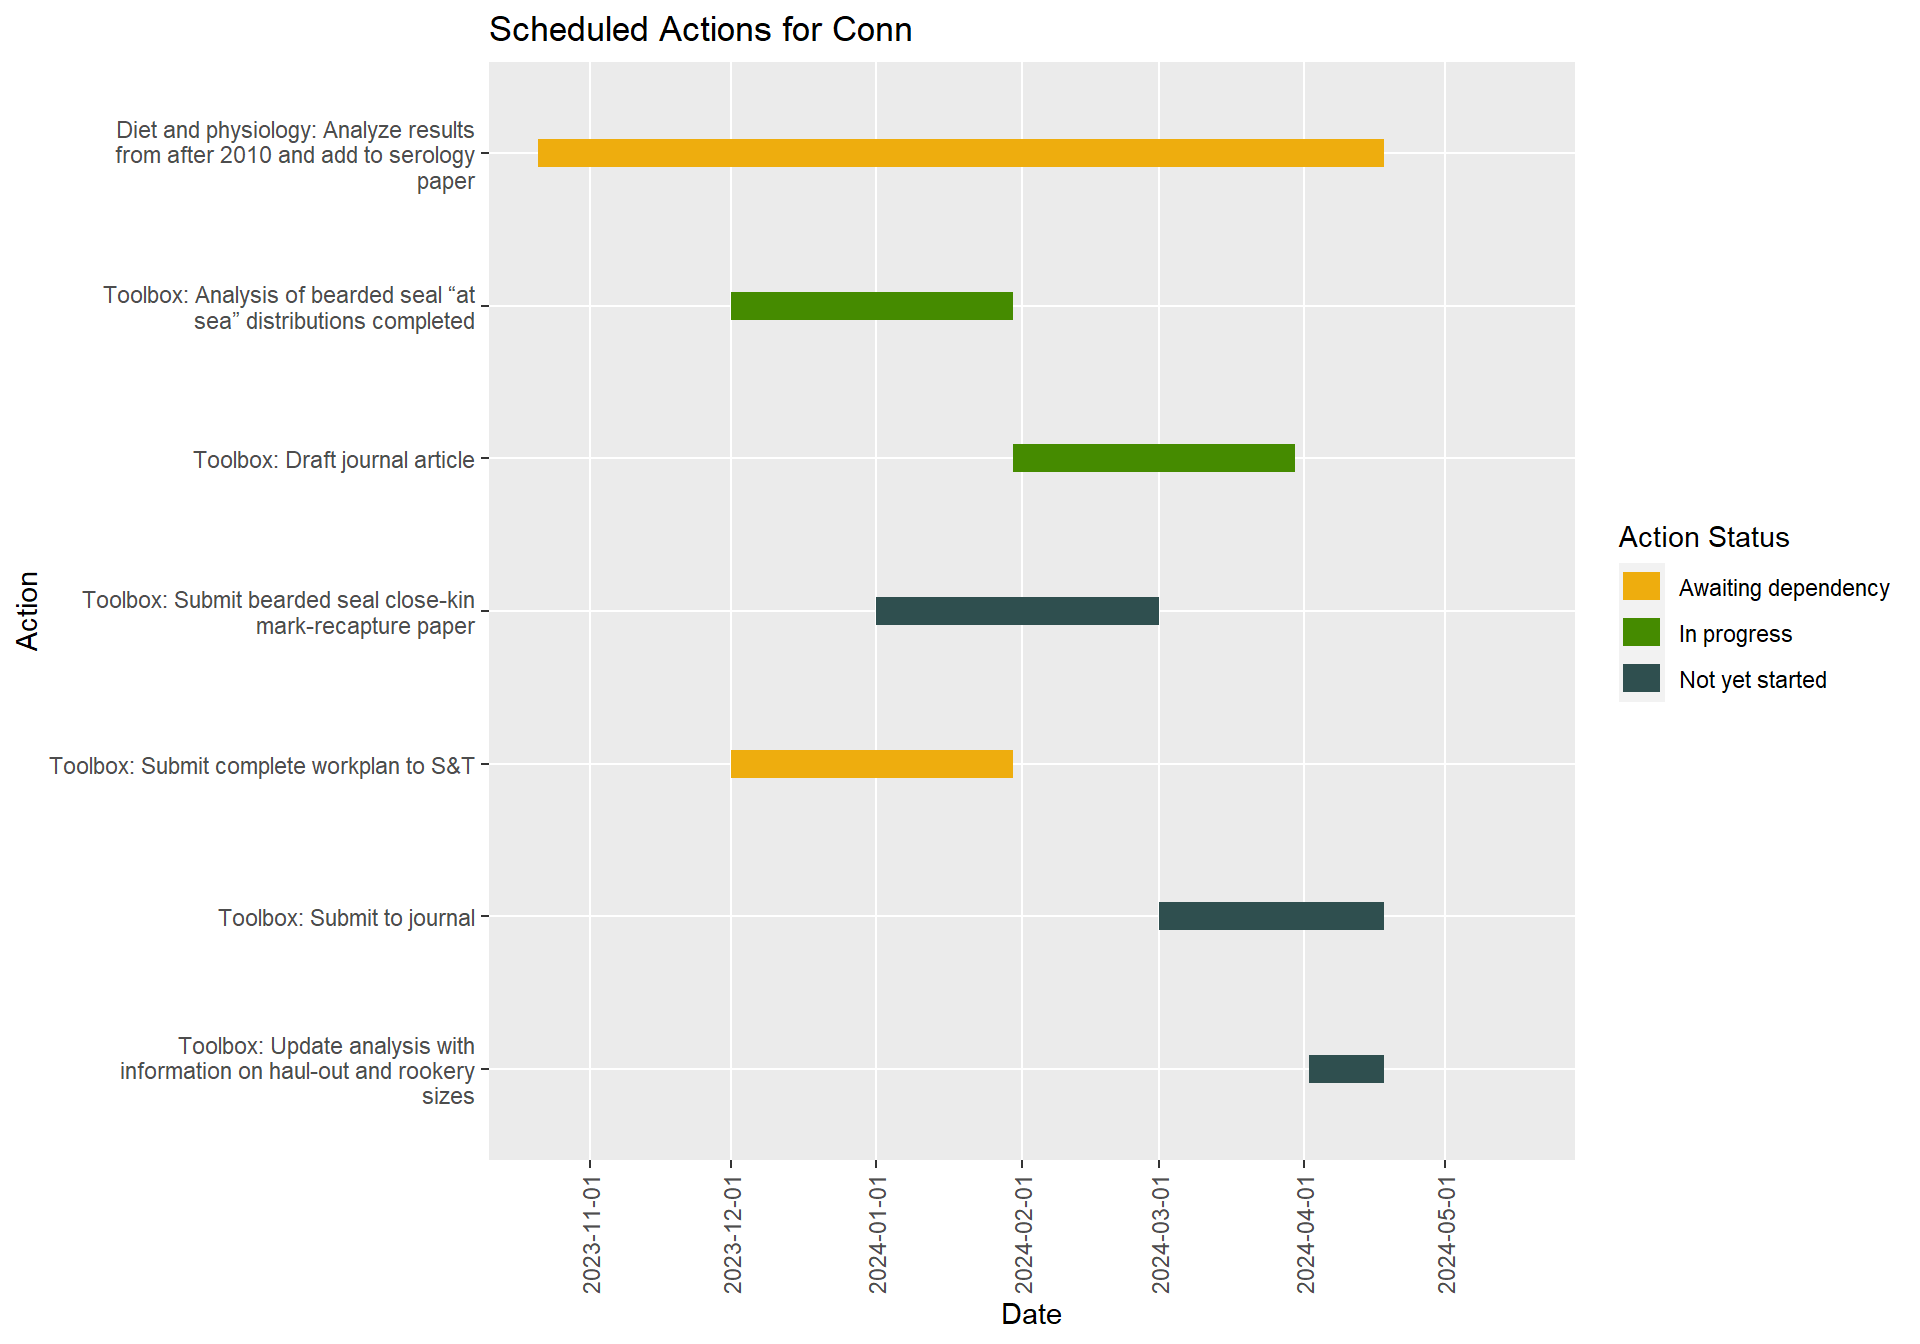 Scheduled Actions for Conn
Diet and physiology: Analyze results
from after 2010 and add to serology
paper
Toolbox: Analysis of bearded seal “at
sea” distributions completed
Toolbox: Draft journal article
Toolbox: Submit bearded seal close-kin
mark-recapture paper
Toolbox: Submit complete workplan to S&T
Toolbox: Submit to journal
Toolbox: Update analysis with
information on haul-out and rookery
sizes
Action
2023-11-01
2023-12-01
2024-01-01
2024-02-01
2024-03-01
2024-04-01
2024-05-01
Date
Action Status
Awaiting dependency
In progress
Not yet started